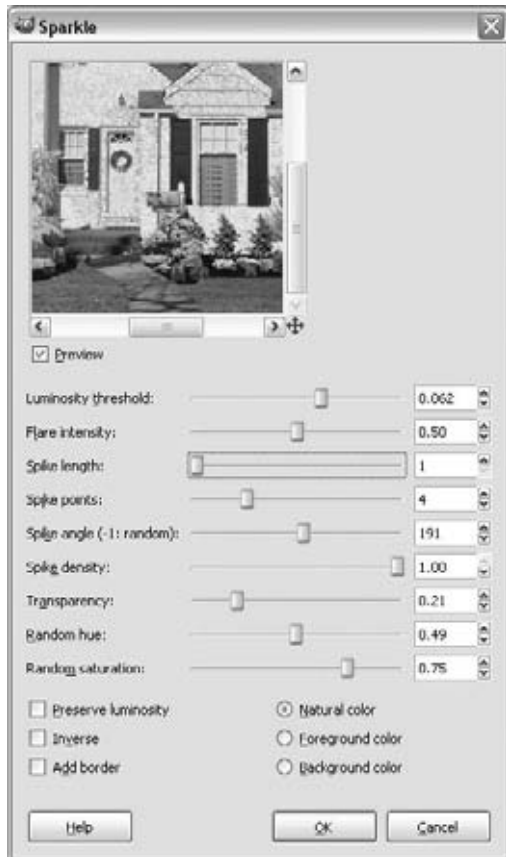 Sparkle
Preview
Luminosity threshold: 0.062
Flare intensity: 0.50
Spike length: 1
Spike points: 4
Spike angle (-1: random): 191
Spike density: 1.00
Transparency: 0.21
Random hue: 0.49
Random saturation: 0.75
Preserve luminosity Natural color
Inverse Foreground color
Add border Background color
Help OK Cancel